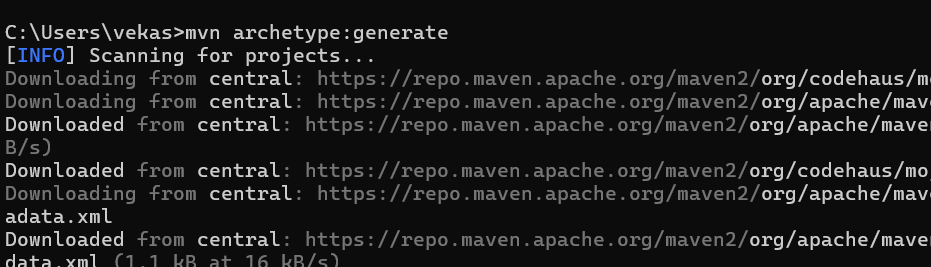 C:\Users\vekas>mvn archetype:generate
[INFO] Scanning for projects...
Downloading from central: https://repo.maven.apache.org/maven2/org/codehaus/mo
Downloading from central: https://repo.maven.apache.org/maven2/org/apache/mav
Downloaded from central: https://repo.maven.apache.org/maven2/org/apache/maven
B/s)
Downloaded from central: https://repo.maven.apache.org/maven2/org/codehaus/mo
Downloading from central: https://repo.maven.apache.org/maven2/org/apache/mav
adata.xml
Downloaded from central: https://repo.maven.apache.org/maven2/org/apache/maven
data.xml (1.1 kB at 16 kB/s)